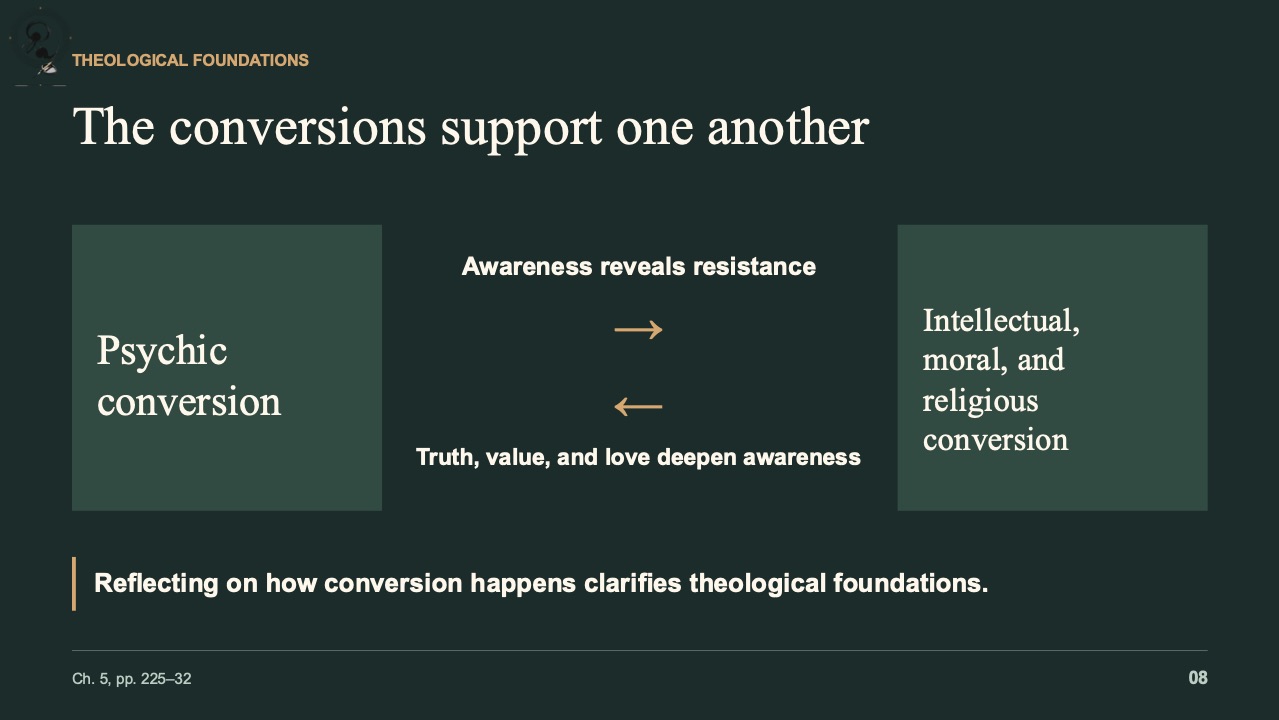 THEOLOGICAL FOUNDATIONS
The conversions support one another
Psychic
conversion
Awareness reveals resistance
→
←
Truth, value, and love deepen awareness
Intellectual,
moral, and
religious
conversion
Reflecting on how conversion happens clarifies theological foundations.
Ch. 5, pp. 225–32
08